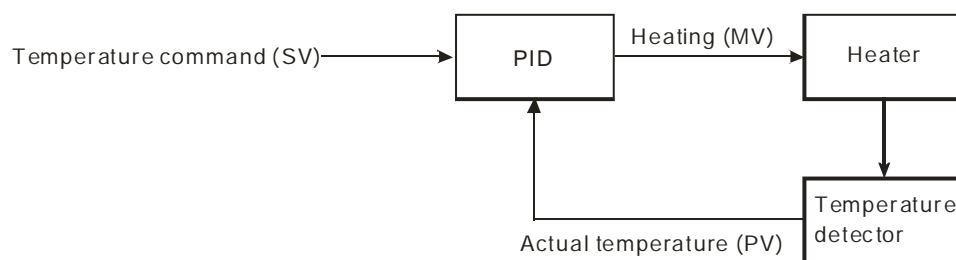 Heating (MV)
Temperature command (SV)
PID
Heater
Temperature
detector
Actual temperature (PV)